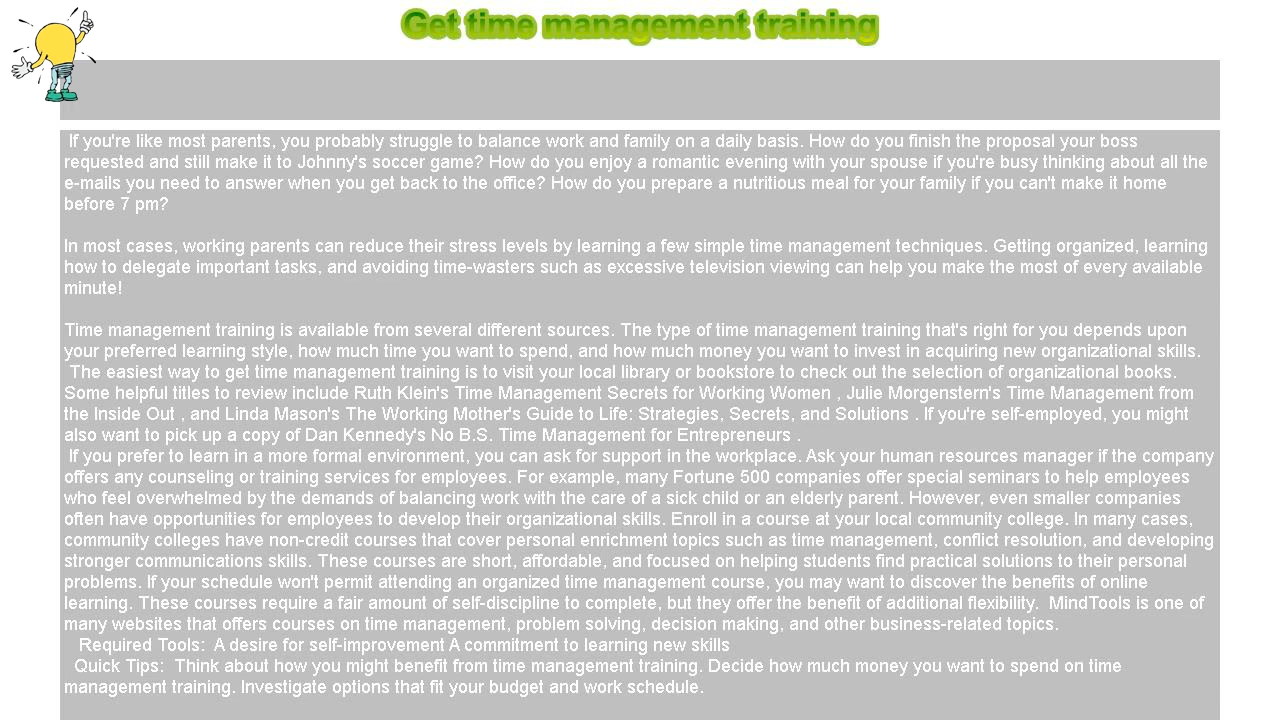 Get time management training
If you're like most parents, you probably struggle to balance work and family on a daily basis. How do you finish the proposal your boss
requested and still make it to Johnny's soccer game? How do you enjoy a romantic evening with your spouse if you're busy thinking about all the
e-mails you need to answer when you get back to the office? How do you prepare a nutritious meal for your family if you can't make it home
before 7 pm?
In most cases, working parents can reduce their stress levels by learning a few simple time management techniques. Getting organized, learning
how to delegate important tasks, and avoiding time-wasters such as excessive television viewing can help you make the most of every available
minute!
Time management training is available from several different sources. The type of time management training that's right for you depends upon
your preferred learning style, how much time you want to spend, and how much money you want to invest in acquiring new organizational skills.
The easiest way to get time management training is to visit your local library or bookstore to check out the selection of organizational books.
Some helpful titles to review include Ruth Klein's Time Management Secrets for Working Women , Julie Morgenstern's Time Management from
the Inside Out , and Linda Mason's The Working Mother's Guide to Life: Strategies, Secrets, and Solutions . If you're self-employed, you might
also want to pick up a copy of Dan Kennedy's No B.S. Time Management for Entrepreneurs .
If you prefer to learn in a more formal environment, you can ask for support in the workplace. Ask your human resources manager if the company
offers any counseling or training services for employees. For example, many Fortune 500 companies offer special seminars to help employees
who feel overwhelmed by the demands of balancing work with the care of a sick child or an elderly parent. However, even smaller companies
often have opportunities for employees to develop their organizational skills. Enroll in a course at your local community college. In many cases,
community colleges have non-credit courses that cover personal enrichment topics such as time management, conflict resolution, and developing
stronger communications skills. These courses are short, affordable, and focused on helping students find practical solutions to their personal
problems. If your schedule won't permit attending an organized time management course, you may want to discover the benefits of online
learning. These courses require a fair amount of self-discipline to complete, but they offer the benefit of additional flexibility.  MindTools is one of
many websites that offers courses on time management, problem solving, decision making, and other business-related topics.
Required Tools:  A desire for self-improvement A commitment to learning new skills
Quick Tips:  Think about how you might benefit from time management training. Decide how much money you want to spend on time
management training. Investigate options that fit your budget and work schedule.